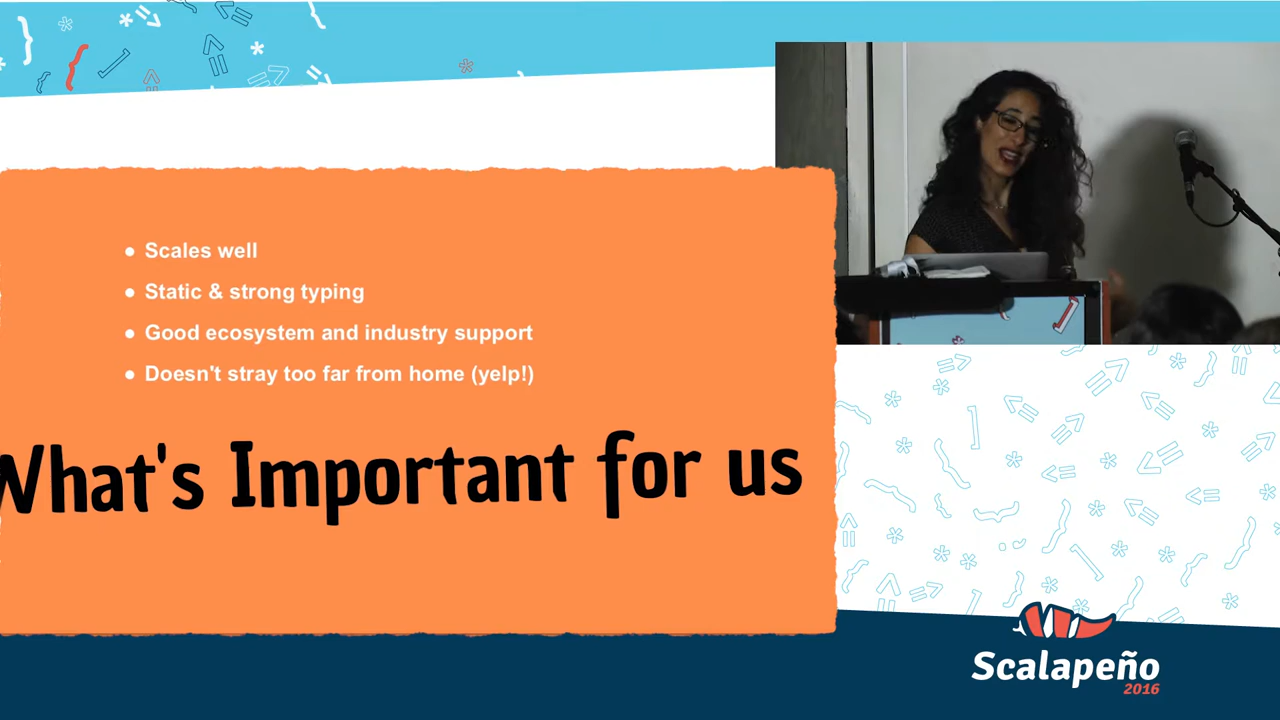 Scales well
Static & strong typing
Good ecosystem and industry support
Doesn't stray too far from home (yelp!)
What's Important for us
Scalapeño
2016